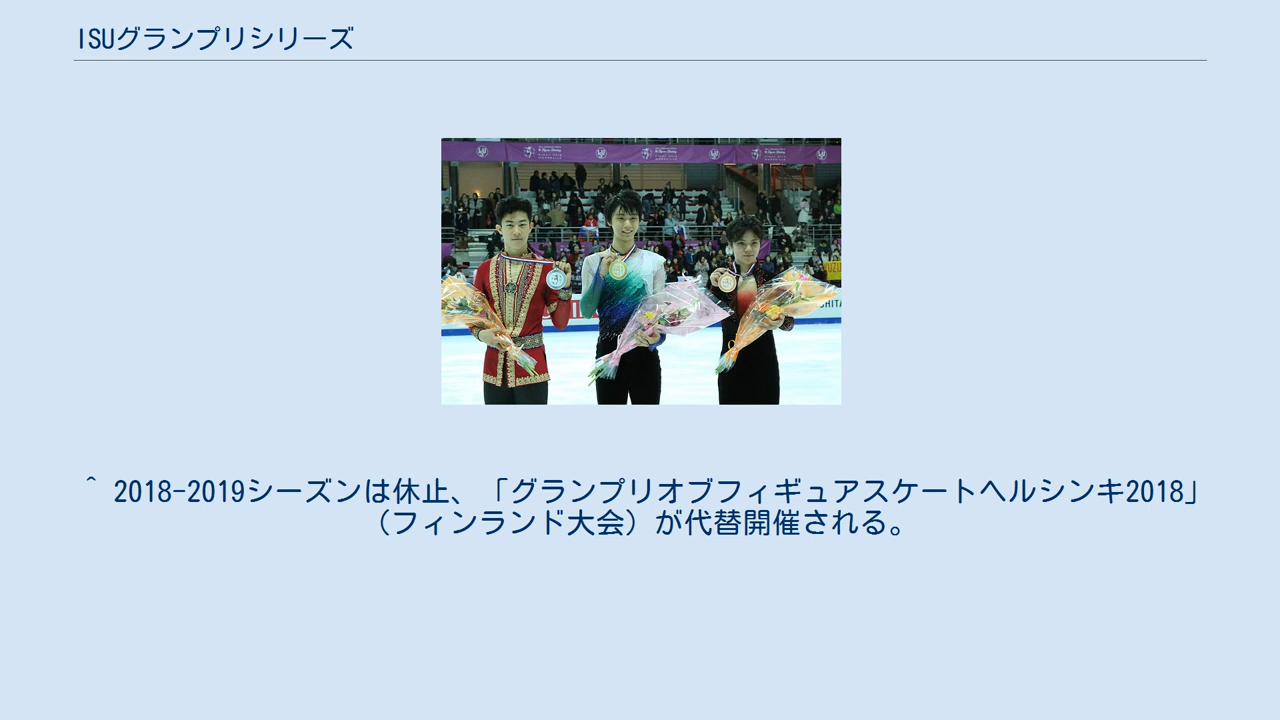 ISUグランプリシリーズ
^ 2018-2019シーズンは休止、「グランプリオブフィギュアスケートヘルシンキ2018」
（フィンランド大会）が代替開催される。